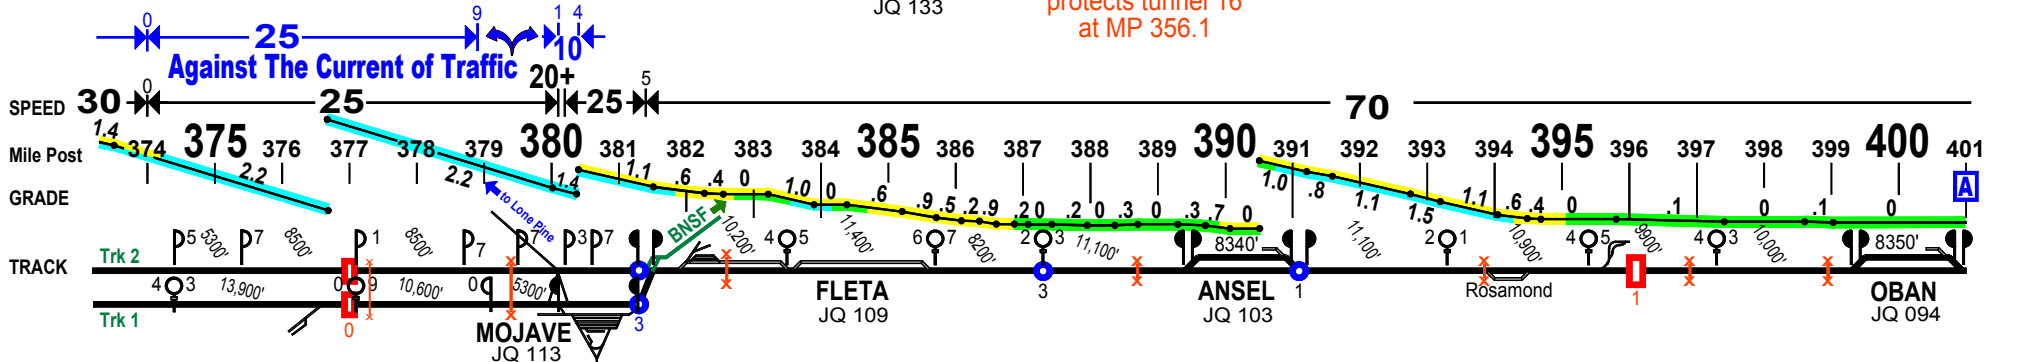 JQ 133
protects tunnel 16
at MP 356.1
0 9 1 4
25 10
Against The Current of Traffic
20+
0 5
SPEED 30 25 25 70
Mile Post 374 375 376 377 378 379 380 381 382 383 384 385 386 387 388 389 390 391 392 393 394 395 396 397 398 399 400 401
GRADE 1.4 2.2 2.2 1.4 1.1 .6 .4 0 1.0 0 .6 .9 .5 .2 .9 .2 0 .2 0 .3 0 .3 .7 0 1.0 .8 1.1 1.5 1.1 .6 .4 0 .1 0 .1 0
A
to Lone Pine
BNSF
Trk 2 5 5300' 7 8500' 1 8500' 7 7 3 7 10,200' 4 5 11,400' 6 7 8200' 2 3 11,100' 8340' 11,100' 2 1 10,900' 4 5 9900' 4 3 10,000' 8350'
TRACK
4 3 13,900' 0 9 10,600' 0 5300'
Trk 1
0
MOJAVE
JQ 113
3
FLETA
JQ 109
3
ANSEL
JQ 103
1
Rosamond
1
OBAN
JQ 094